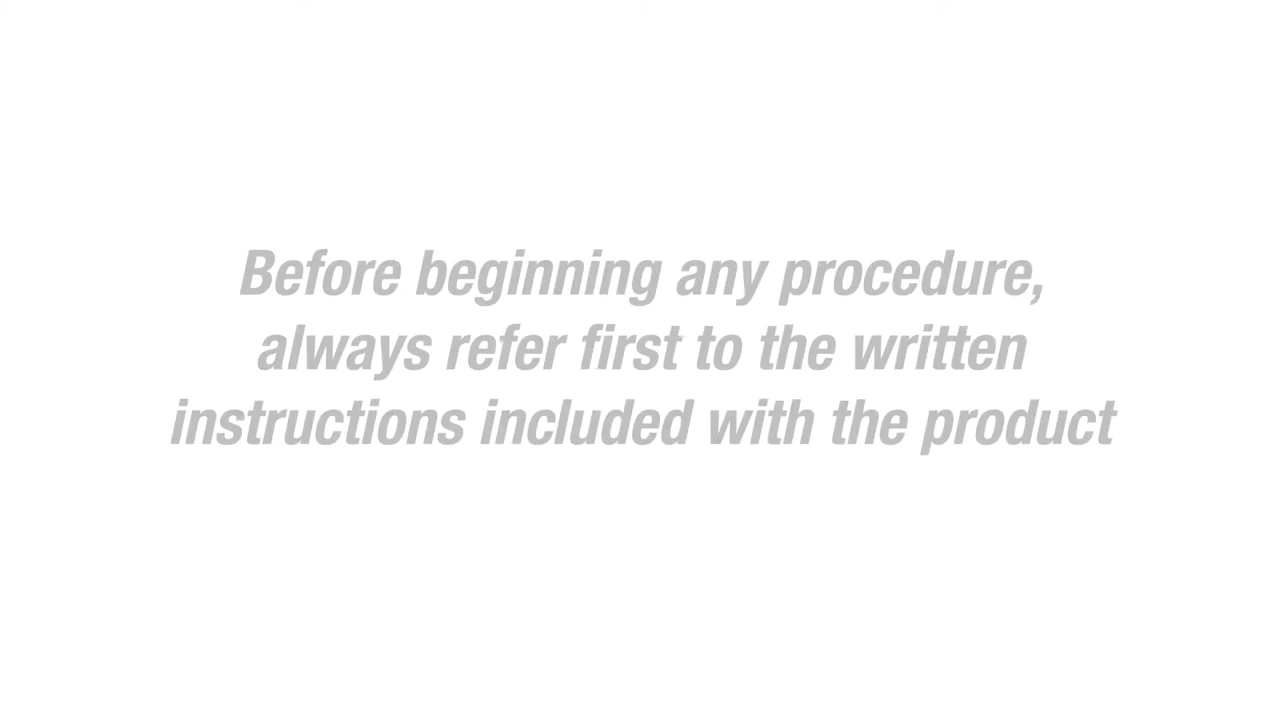 Before beginning any procedure,
always refer first to the written
instructions included with the product